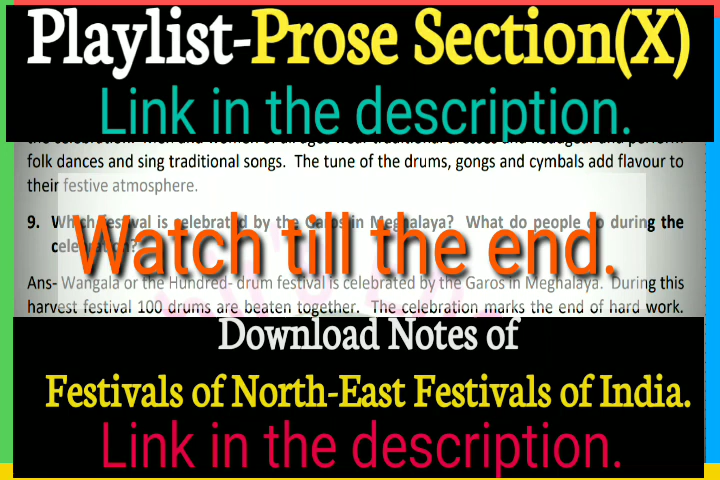 Playlist-Prose Section(X)
Link in the description.
folk dances and sing traditional songs. The tune of the drums, gongs and cymbals add flavour to
their festive atmosphere.
9. Which festival is celebrated by the Garos in Meghalaya? What do people do during the
celebration?
Watch till the end.
Ans- Wangala or the Hundred- drum festival is celebrated by the Garos in Meghalaya. During this
harvest festival 100 drums are beaten together. The celebration marks the end of hard work.
Download Notes of
Festivals of North-East Festivals of India.
Link in the description.